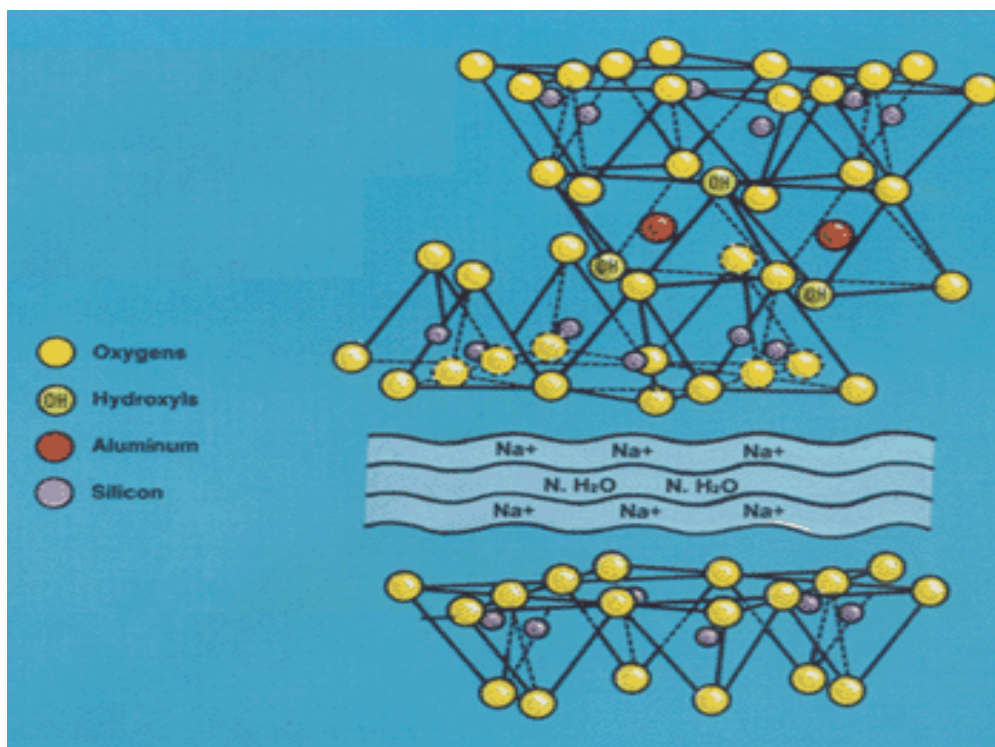 OH
OH
OH
Oxygens
OH Hydroxyls
Aluminum
Silicon
Na+ Na+ Na+
N. H₂O N. H₂O
Na+ Na+ Na+